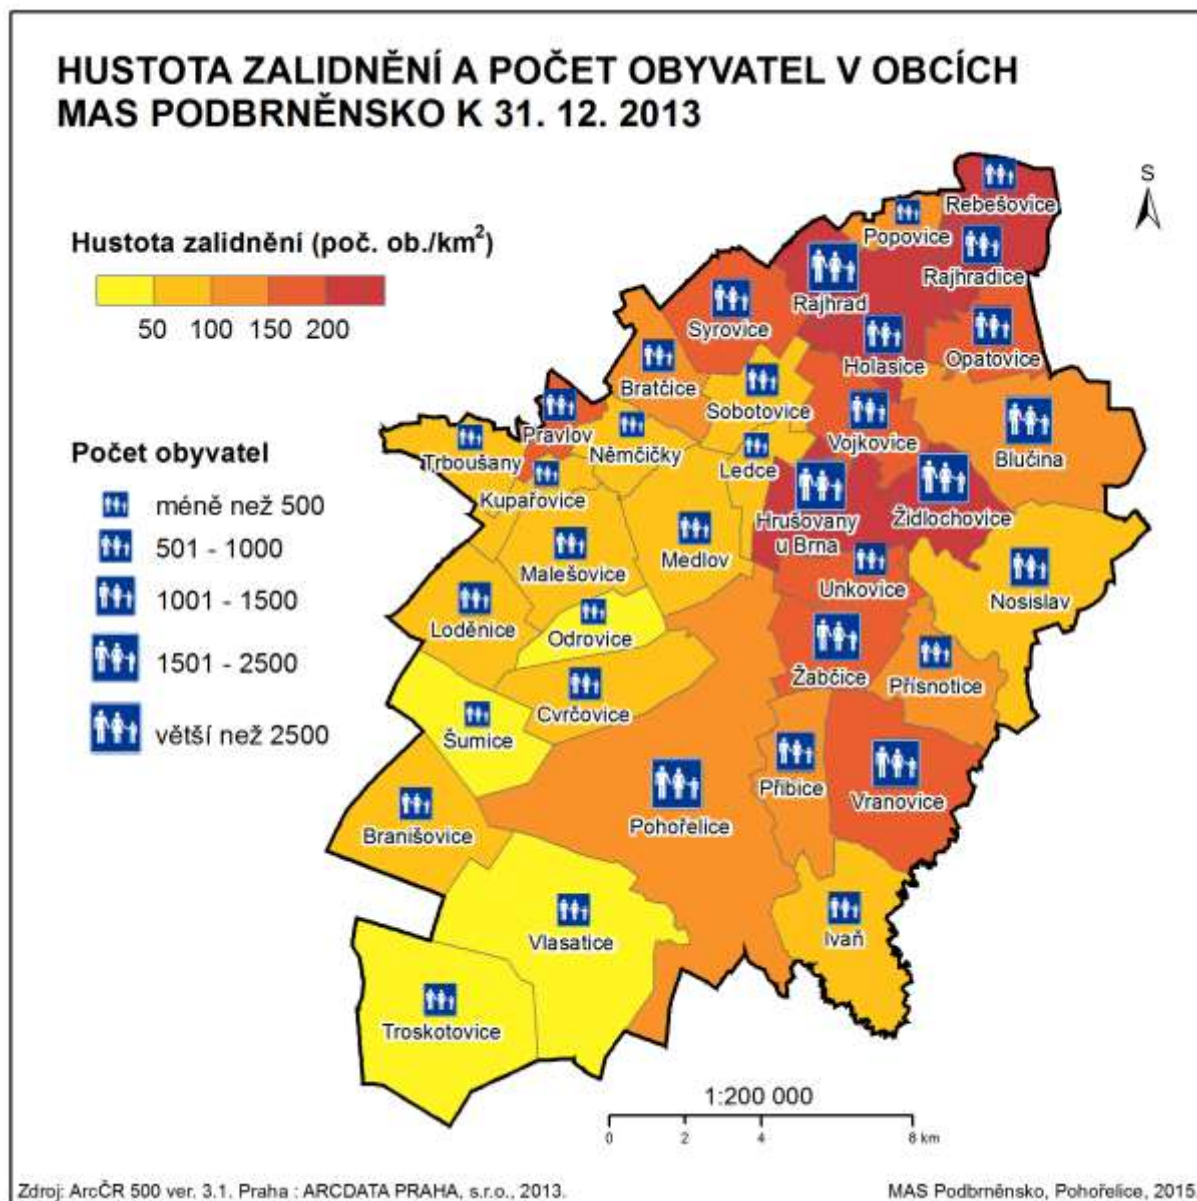 HUSTOTA ZALIDNĚNÍ A POČET OBYVATEL V OBCÍCH
MAS PODBRNĚNSKO K 31. 12. 2013
Hustota zalidnění (poč. ob./km²)
50 100 150 200
Počet obyvatel
méně než 500
501 - 1000
1001 - 1500
1501 - 2500
větší než 2500
S
Rebešovice
Popovice
Rajhradice
Rajhrad
Syrovice
Opatovice
Holasice
Bratčice
Sobotovice
Pravlov
Vojkovice
Němčičky
Blučina
Trboušany
Ledce
Kupařovice
Hrušovany
u Brna
Židlochovice
Medlov
Malešovice
Unkovice
Nosislav
Loděnice
Odrovice
Žabčice
Přísnotice
Cvrčovice
Šumice
Přibice
Vranovice
Pohořelice
Branišovice
Vlasatice
Ivaň
Troskotovice
1:200 000
0 2 4 8 km
Zdroj: ArcČR 500 ver. 3.1. Praha : ARCDATA PRAHA, s.r.o., 2013.
MAS Podbrněnsko, Pohořelice, 2015